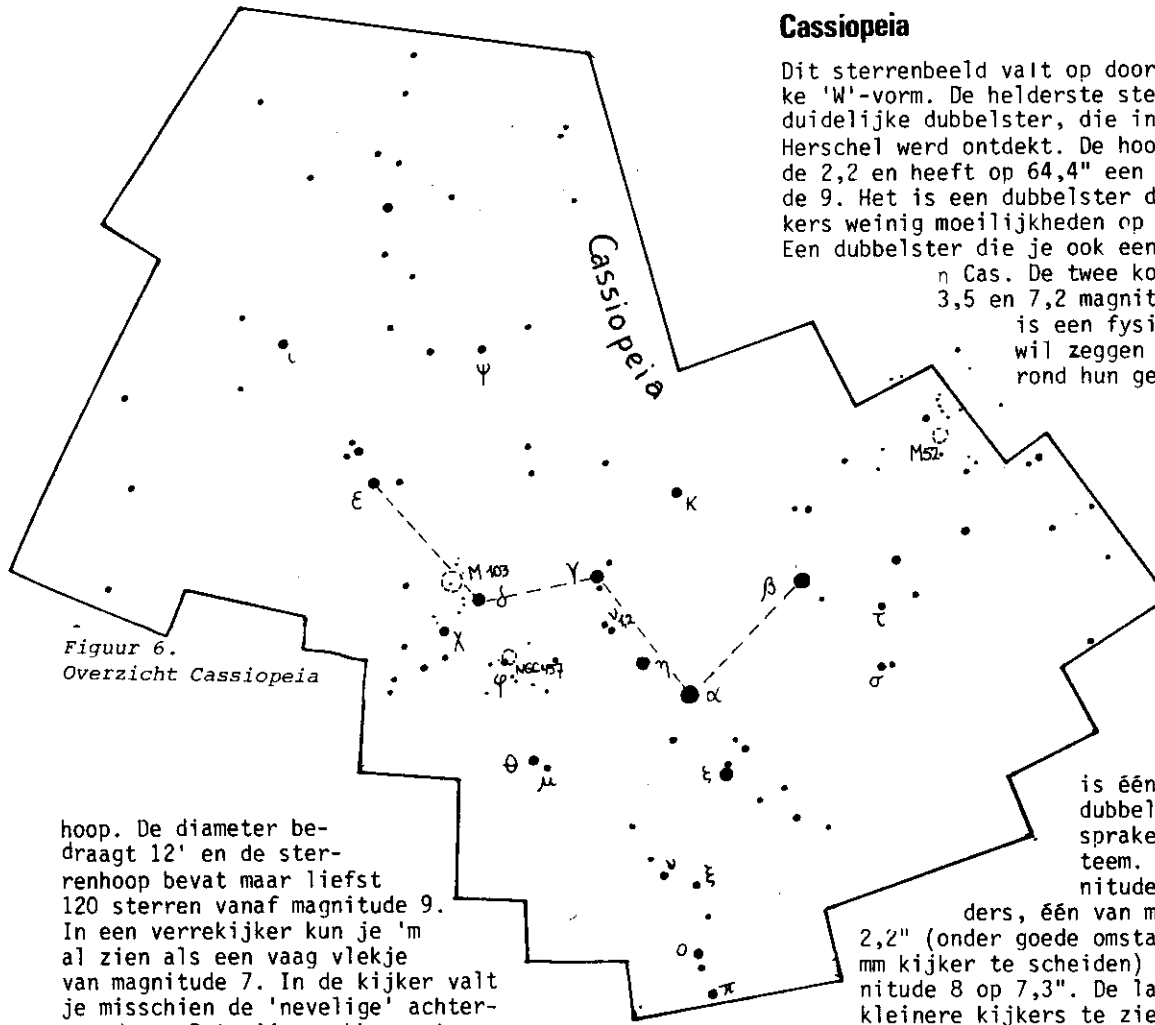 Cassiopeia
Dit sterrenbeeld valt op door
ke 'W'-vorm. De helderste ste
duidelijke dubbelster, die in
Herschel werd ontdekt. De hoo
de 2,2 en heeft op 64,4" een
de 9. Het is een dubbelster d
kers weinig moeilijkheden op
Een dubbelster die je ook een
η Cas. De twee ko
3,5 en 7,2 magnit
is een fysi
wil zeggen
rond hun ge
Cassiopeia
ι
ψ
M52
ε
κ
M 103
δ
γ
β
χ
υ1,2
τ
φ
NGC457
η
α
σ
Figuur 6.
Overzicht Cassiopeia
θ
μ
ξ
ν
ξ
ο
π
hoop. De diameter be-
draagt 12' en de ster-
renhoop bevat maar liefst
120 sterren vanaf magnitude 9.
In een verrekijker kun je 'm
al zien als een vaag vlekje
van magnitude 7. In de kijker valt
je misschien de 'nevelige' achter-
is één
dubbel
sprake
teem.
nitude
ders, één van m
2,2" (onder goede omsta
mm kijker te scheiden)
nitude 8 op 7,3". De la
kleinere kijkers te zie